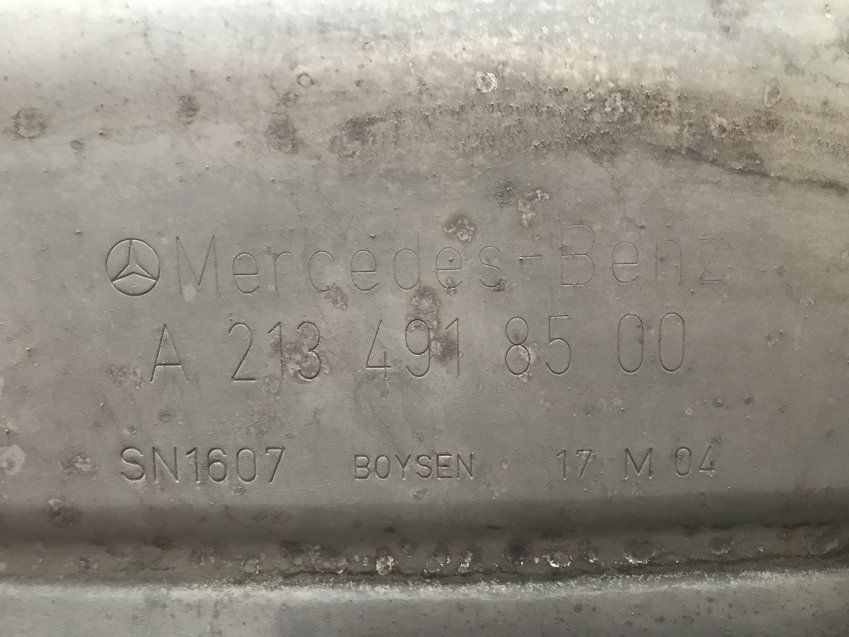 Mercedes-Benz
A 213 491 85 00
SN1607 BOYSEN 17 M 04